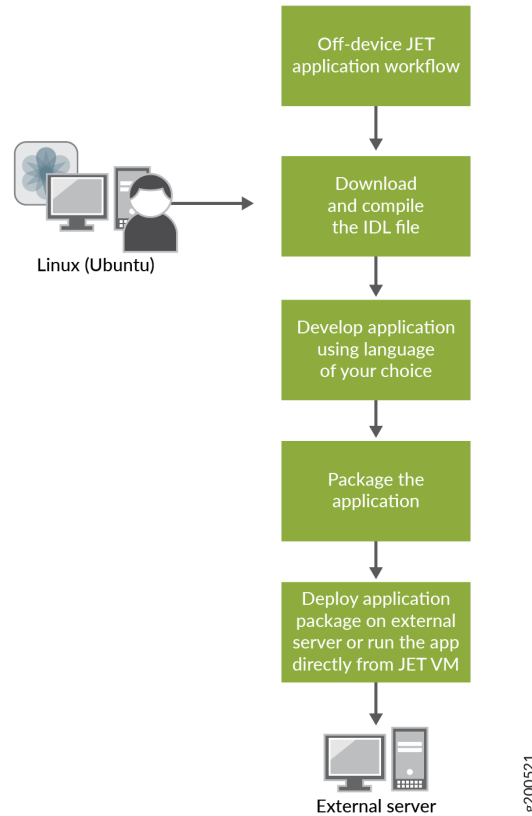 Off-device JET
application workflow
Download
and compile
the IDL file
Linux (Ubuntu)
Develop application
using language
of your choice
Package the
application
Deploy application
package on external
server or run the app
directly from JET VM
External server
g200521